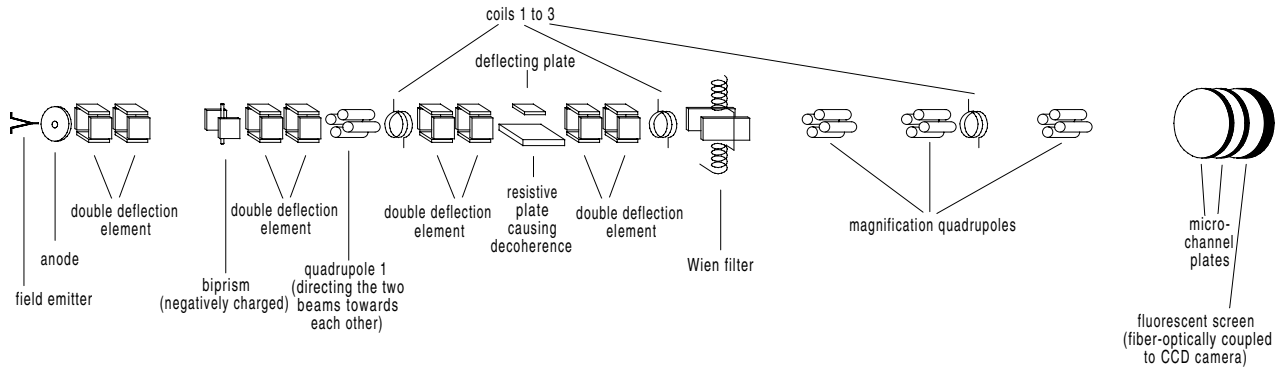 coils 1 to 3
deflecting plate
double deflection
element
double deflection
element
double deflection
element
resistive
plate
causing
decoherence
double deflection
element
magnification quadrupoles
micro-
channel
plates
anode
Wien filter
quadrupole 1
(directing the two
beams towards
each other)
biprism
(negatively charged)
field emitter
fluorescent screen
(fiber-optically coupled
to CCD camera)